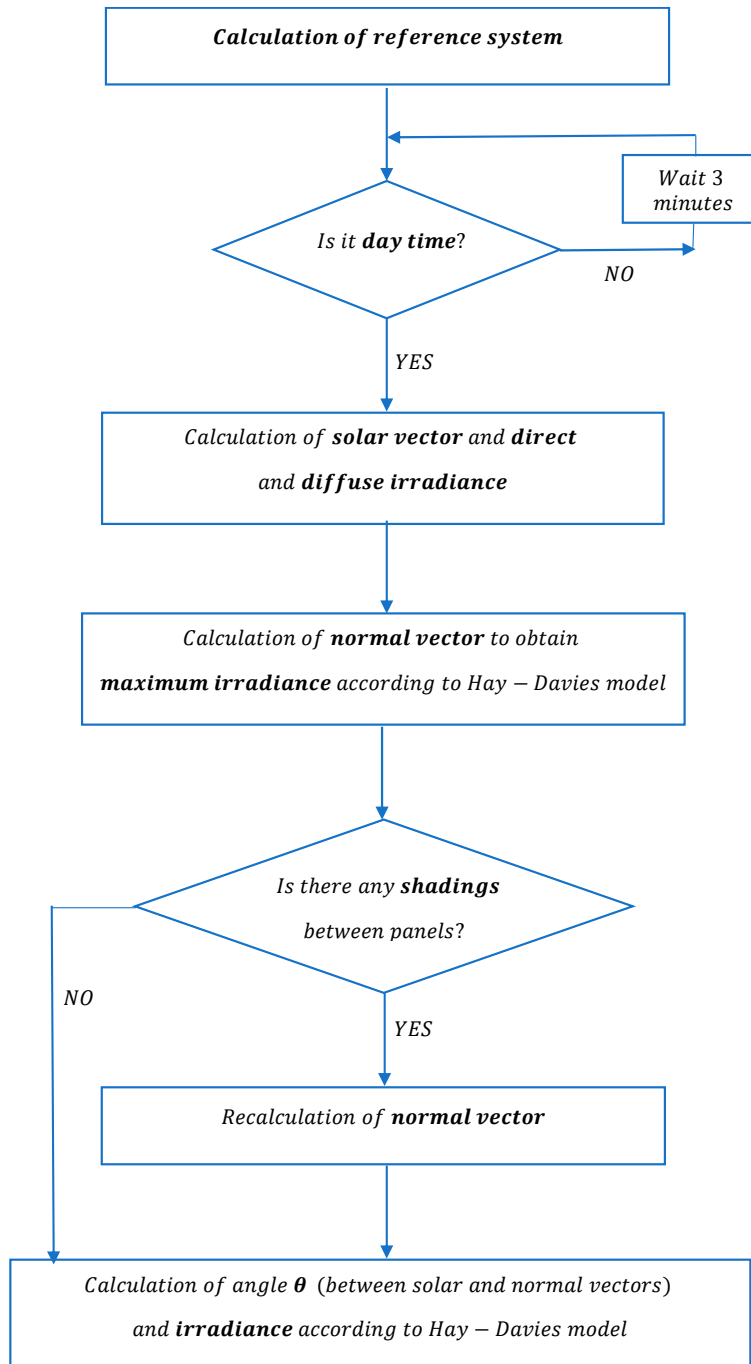 Calculation of reference system
Wait 3
minutes
Is it day time?
NO
YES
Calculation of solar vector and direct
and diffuse irradiance
Calculation of normal vector to obtain
maximum irradiance according to Hay − Davies model
Is there any shadings
between panels?
NO
YES
Recalculation of normal vector
Calculation of angle θ (between solar and normal vectors)
and irradiance according to Hay − Davies model